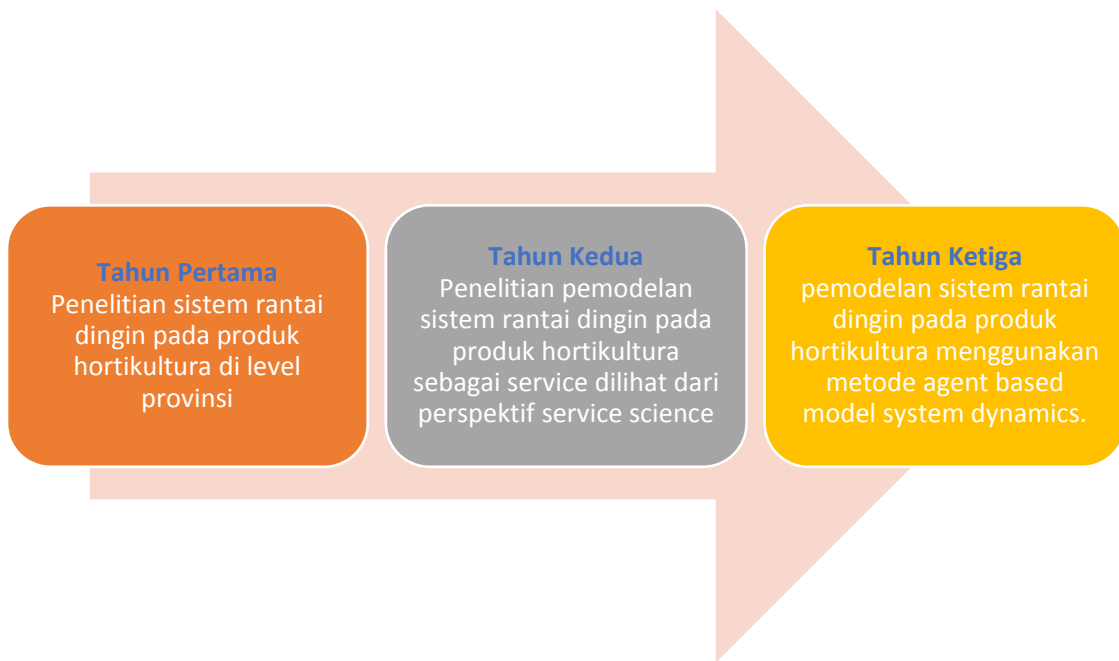 Tahun Pertama
Penelitian sistem rantai
dingin pada produk
hortikultura di level
provinsi
Tahun Kedua
Penelitian pemodelan
sistem rantai dingin pada
produk hortikultura
sebagai service dilihat dari
perspektif service science
Tahun Ketiga
pemodelan sistem rantai
dingin pada produk
hortikultura menggunakan
metode agent based
model system dynamics.